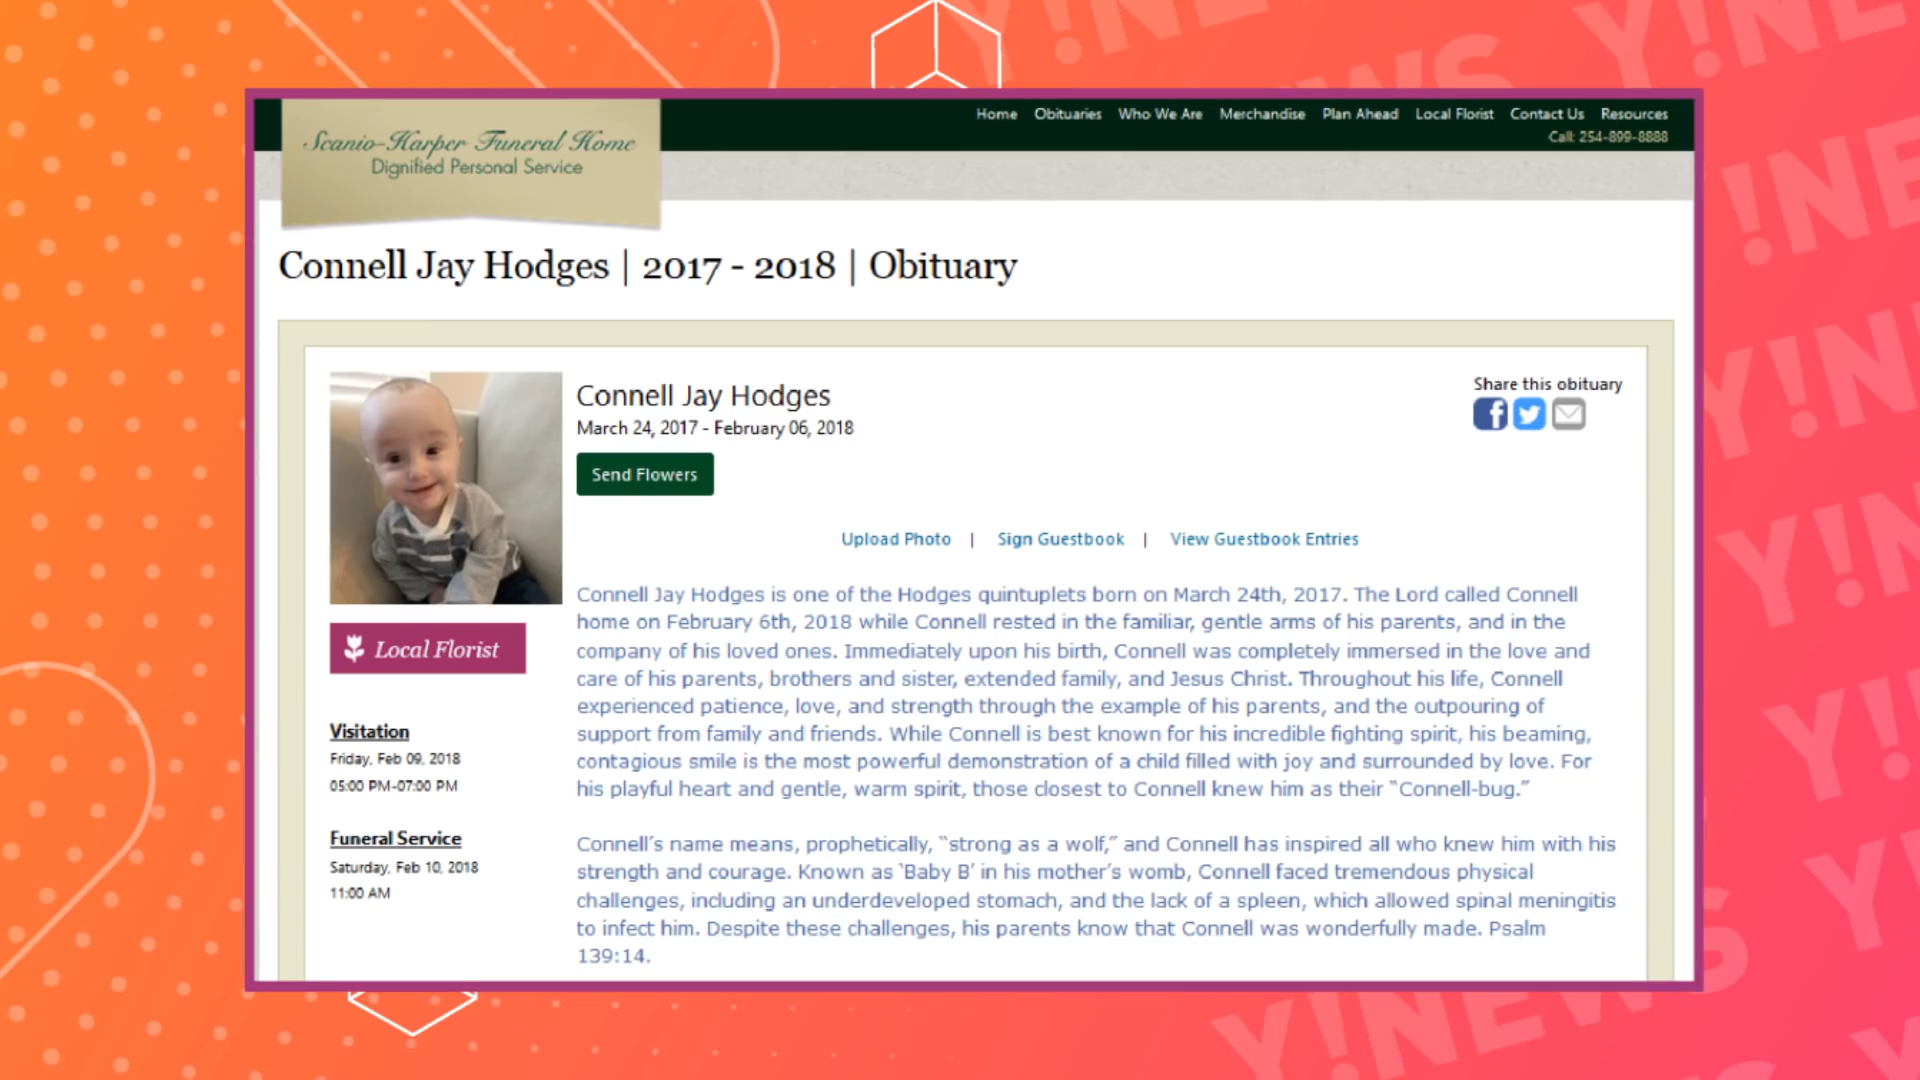 Y!NEWS
Y!NEWS
Home Obituaries Who We Are Merchandise Plan Ahead Local Florist Contact Us Resources
Call: 254-899-8888
Scanio-Harper Funeral Home
Dignified Personal Service
Connell Jay Hodges | 2017 - 2018 | Obituary
Connell Jay Hodges
March 24, 2017 - February 06, 2018
Send Flowers
Share this obituary
Upload Photo | Sign Guestbook | View Guestbook Entries
Connell Jay Hodges is one of the Hodges quintuplets born on March 24th, 2017. The Lord called Connell
home on February 6th, 2018 while Connell rested in the familiar, gentle arms of his parents, and in the
company of his loved ones. Immediately upon his birth, Connell was completely immersed in the love and
care of his parents, brothers and sister, extended family, and Jesus Christ. Throughout his life, Connell
experienced patience, love, and strength through the example of his parents, and the outpouring of
support from family and friends. While Connell is best known for his incredible fighting spirit, his beaming,
contagious smile is the most powerful demonstration of a child filled with joy and surrounded by love. For
his playful heart and gentle, warm spirit, those closest to Connell knew him as their “Connell-bug.”
Connell’s name means, prophetically, “strong as a wolf,” and Connell has inspired all who knew him with his
strength and courage. Known as ‘Baby B’ in his mother’s womb, Connell faced tremendous physical
challenges, including an underdeveloped stomach, and the lack of a spleen, which allowed spinal meningitis
to infect him. Despite these challenges, his parents know that Connell was wonderfully made. Psalm
139:14.
Local Florist
Visitation
Friday, Feb 09, 2018
05:00 PM-07:00 PM
Funeral Service
Saturday, Feb 10, 2018
11:00 AM
Y!NEWS